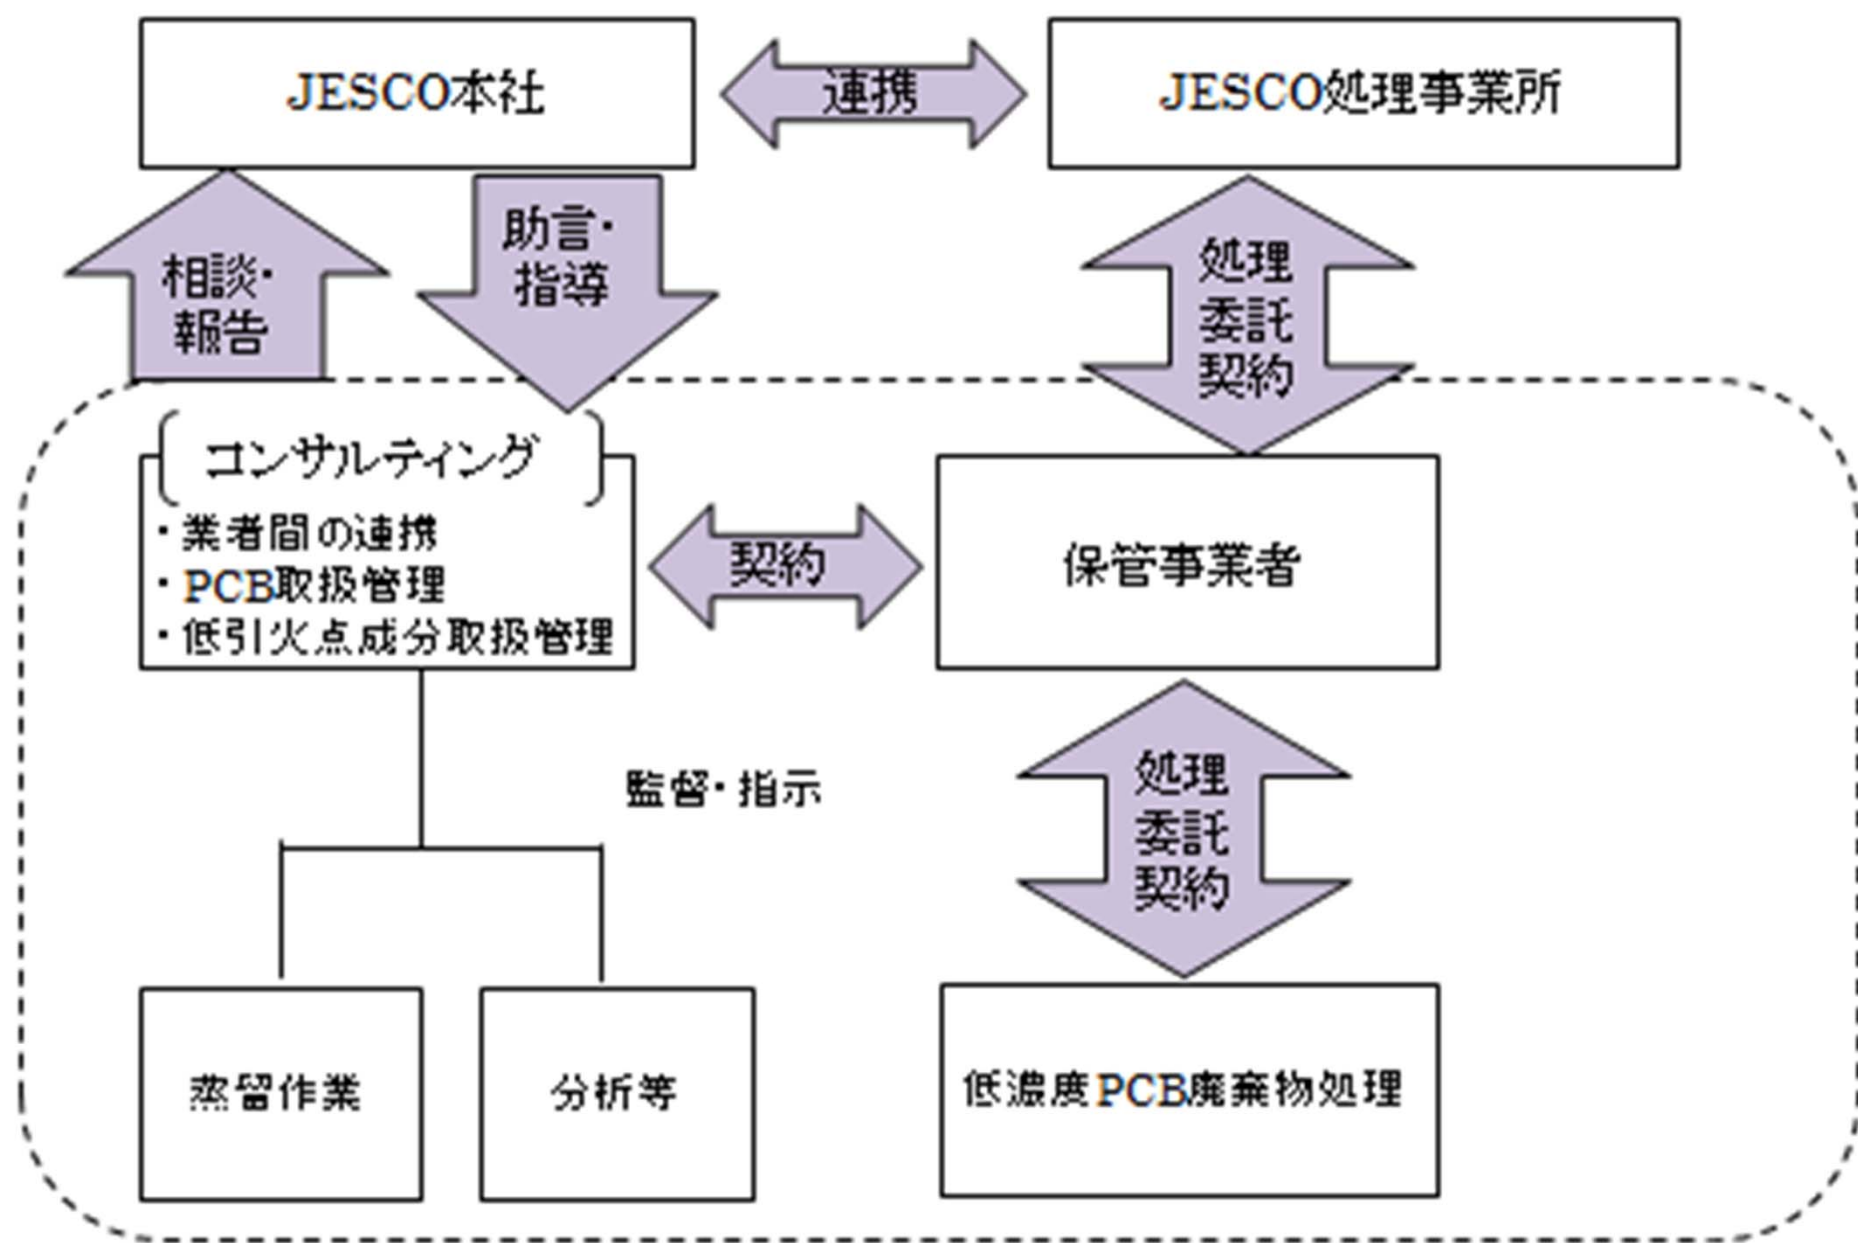 JESCO本社
連携
JESCO処理事業所
相談・
報告
助言・
指導
処理
委託
契約
コンサルティング
・業者間の連携
・PCB取扱管理
・低引火点成分取扱管理
契約
保管事業者
監督・指示
処理
委託
契約
蒸留作業
分析等
低濃度PCB廃棄物処理